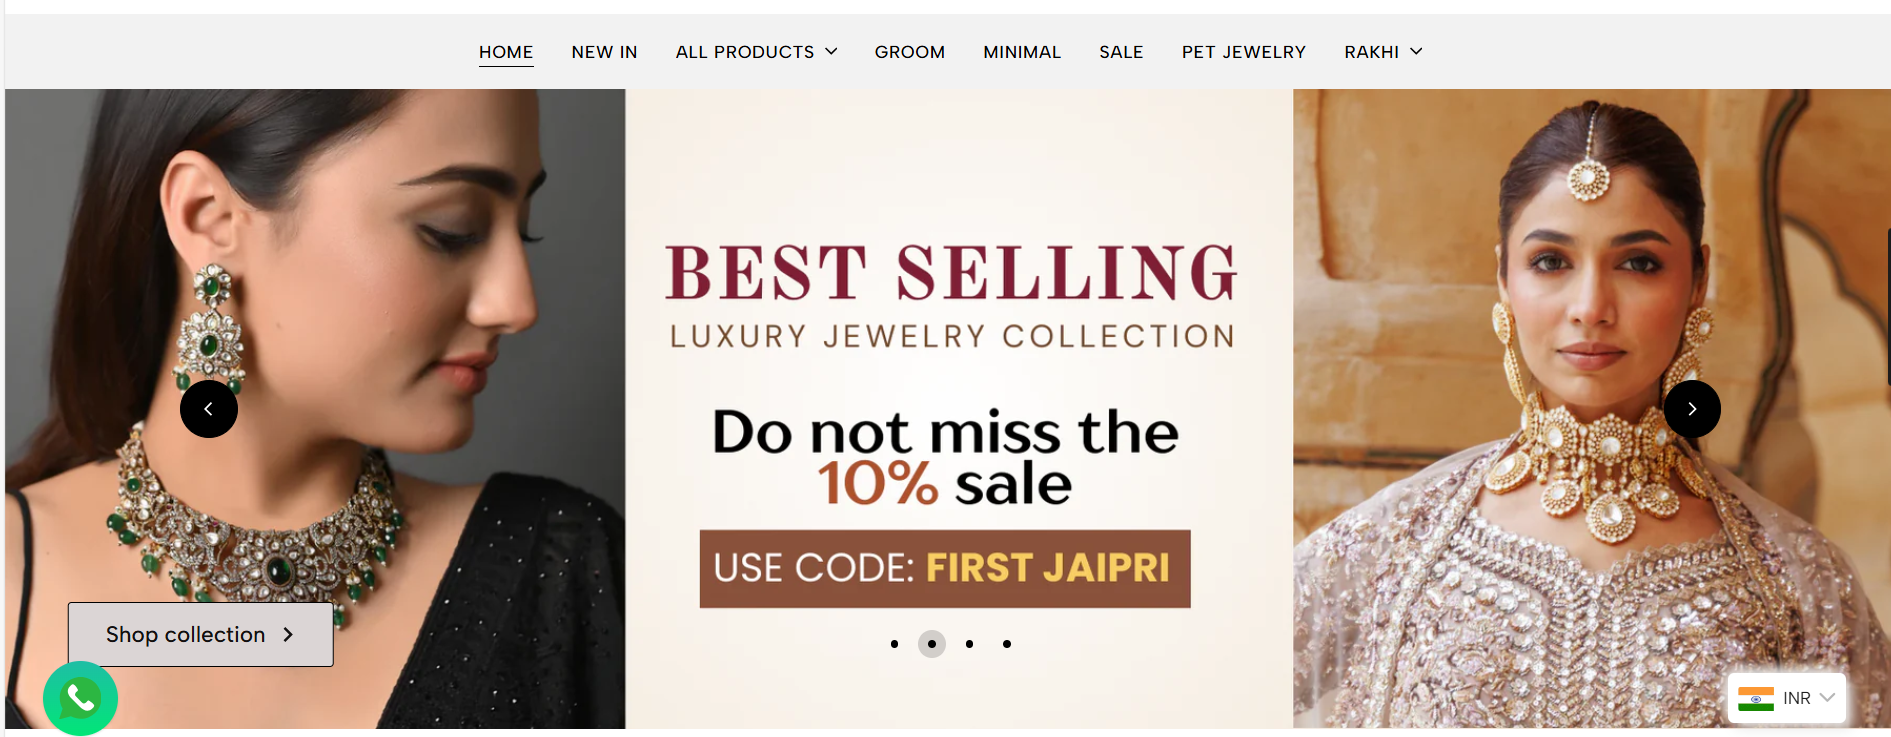 HOME NEW IN ALL PRODUCTS GROOM MINIMAL SALE PET JEWELRY RAKHI
BEST SELLING
LUXURY JEWELRY COLLECTION
Do not miss the
10% sale
USE CODE: FIRST JAIPRI
Shop collection
INR